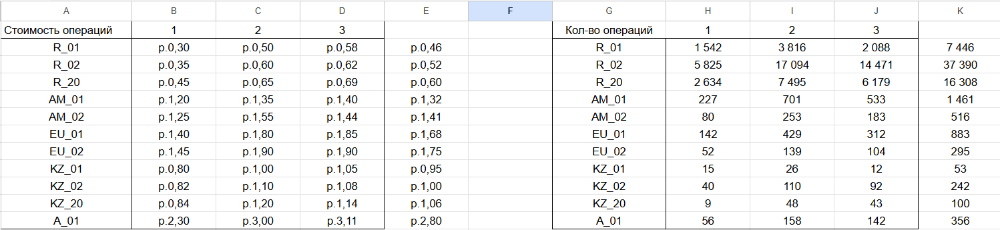 A B C D E F G H I J K
Стоимость операций 1 2 3 Кол-во операций 1 2 3
R_01 р.0,30 р.0,50 р.0,58 р.0,46 R_01 1 542 3 816 2 088 7 446
R_02 р.0,35 р.0,60 р.0,62 р.0,52 R_02 5 825 17 094 14 471 37 390
R_20 р.0,45 р.0,65 р.0,69 р.0,60 R_20 2 634 7 495 6 179 16 308
AM_01 р.1,20 р.1,35 р.1,40 р.1,32 AM_01 227 701 533 1 461
AM_02 р.1,25 р.1,55 р.1,44 р.1,41 AM_02 80 253 183 516
EU_01 р.1,40 р.1,80 р.1,85 р.1,68 EU_01 142 429 312 883
EU_02 р.1,45 р.1,90 р.1,90 р.1,75 EU_02 52 139 104 295
KZ_01 р.0,80 р.1,00 р.1,05 р.0,95 KZ_01 15 26 12 53
KZ_02 р.0,82 р.1,10 р.1,08 р.1,00 KZ_02 40 110 92 242
KZ_20 р.0,84 р.1,20 р.1,14 р.1,06 KZ_20 9 48 43 100
A_01 р.2,30 р.3,00 р.3,11 р.2,80 A_01 56 158 142 356